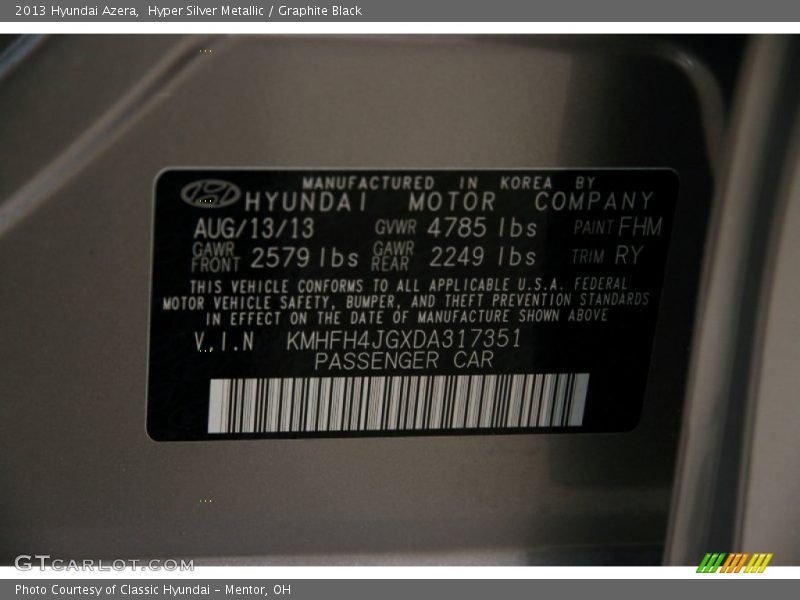 2013 Hyundai Azera,  Hyper Silver Metallic / Graphite Black
MANUFACTURED IN KOREA BY
HYUNDAI MOTOR COMPANY
AUG/13/13 GVWR 4785 lbs PAINT FHM
GAWR FRONT 2579 lbs GAWR REAR 2249 lbs TRIM RY
THIS VEHICLE CONFORMS TO ALL APPLICABLE U.S.A. FEDERAL
MOTOR VEHICLE SAFETY, BUMPER, AND THEFT PREVENTION STANDARDS
IN EFFECT ON THE DATE OF MANUFACTURE SHOWN ABOVE
V.I.N KMHFH4JGXDA317351
PASSENGER CAR
GTCARLOT.COM
Photo Courtesy of Classic Hyundai - Mentor, OH